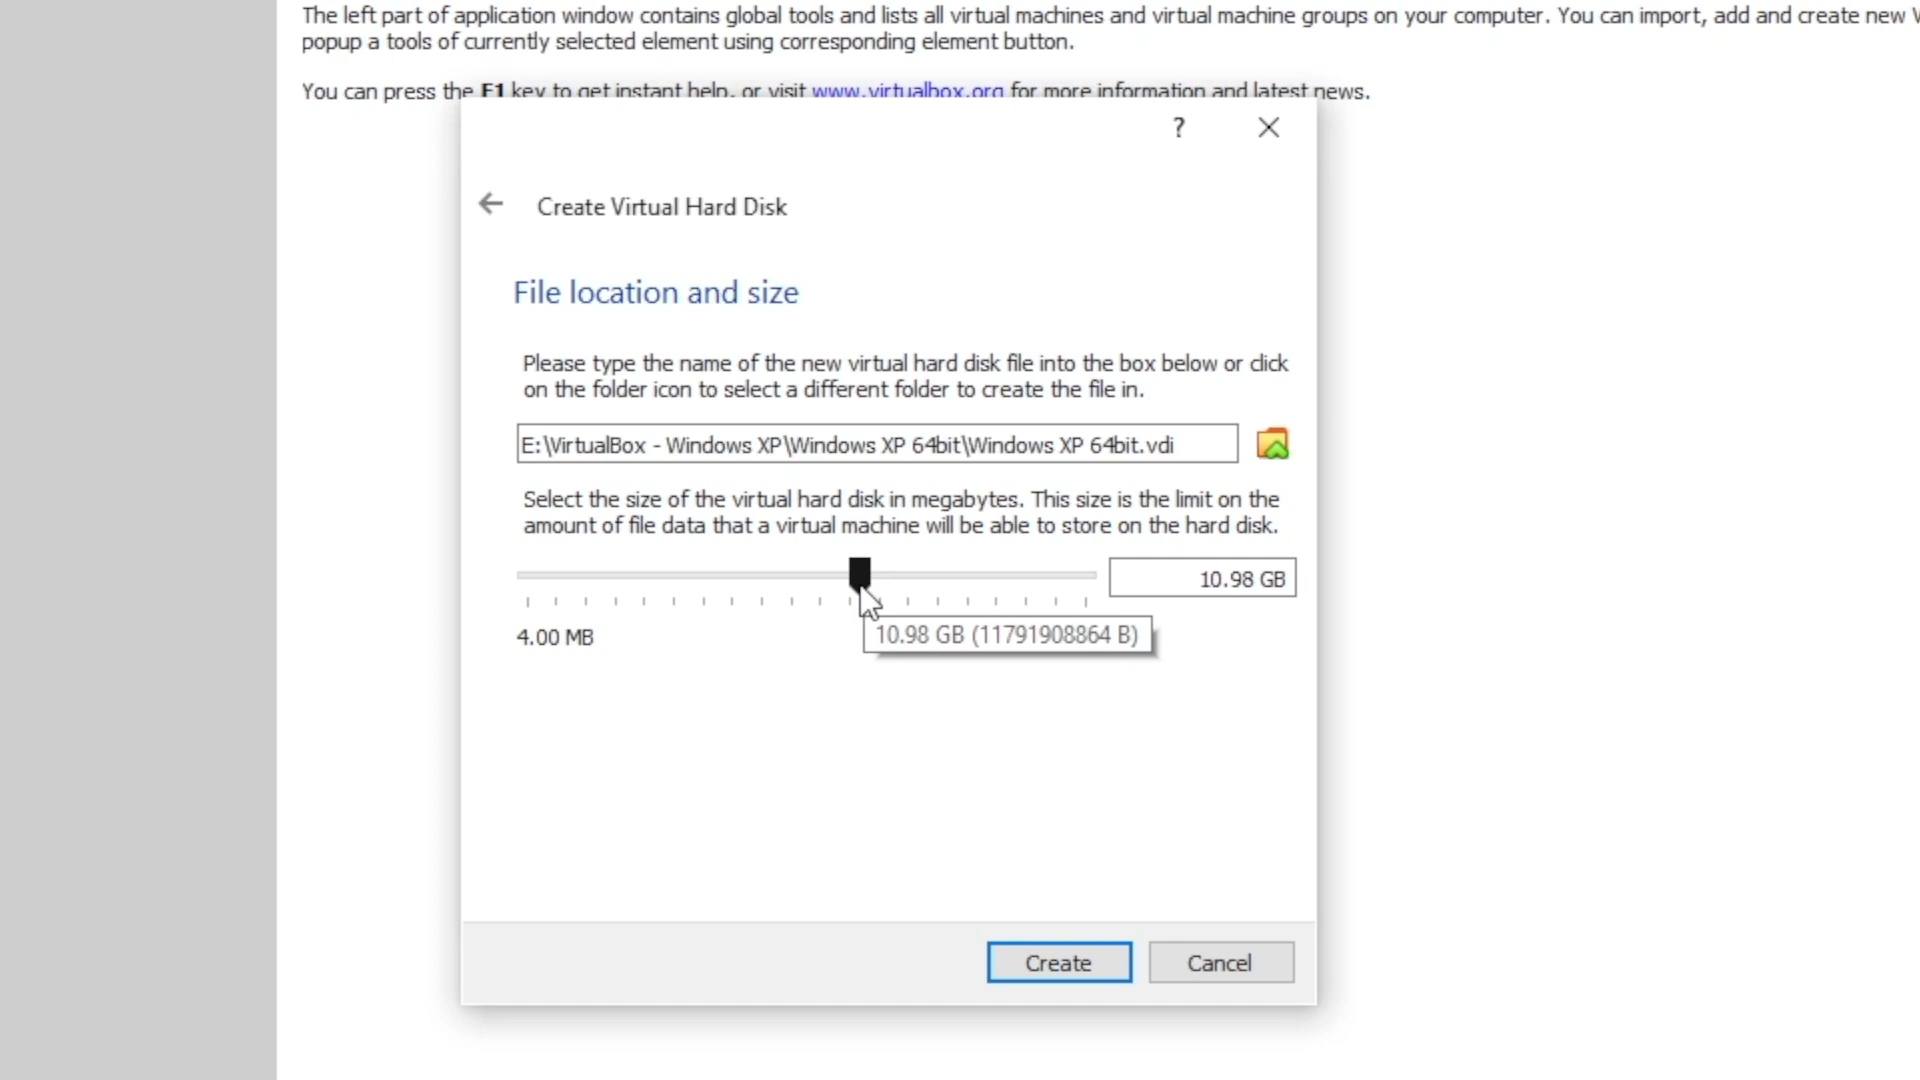 The left part of application window contains global tools and lists all virtual machines and virtual machine groups on your computer. You can import, add and create new
popup a tools of currently selected element using corresponding element button.
You can press the F1 key to get instant help, or visit www.virtualbox.org for more information and latest news.
?
Create Virtual Hard Disk
File location and size
Please type the name of the new virtual hard disk file into the box below or click
on the folder icon to select a different folder to create the file in.
E:\VirtualBox - Windows XP\Windows XP 64bit\Windows XP 64bit.vdi
Select the size of the virtual hard disk in megabytes. This size is the limit on the
amount of file data that a virtual machine will be able to store on the hard disk.
10.98 GB
4.00 MB
10.98 GB (11791908864 B)
Create
Cancel